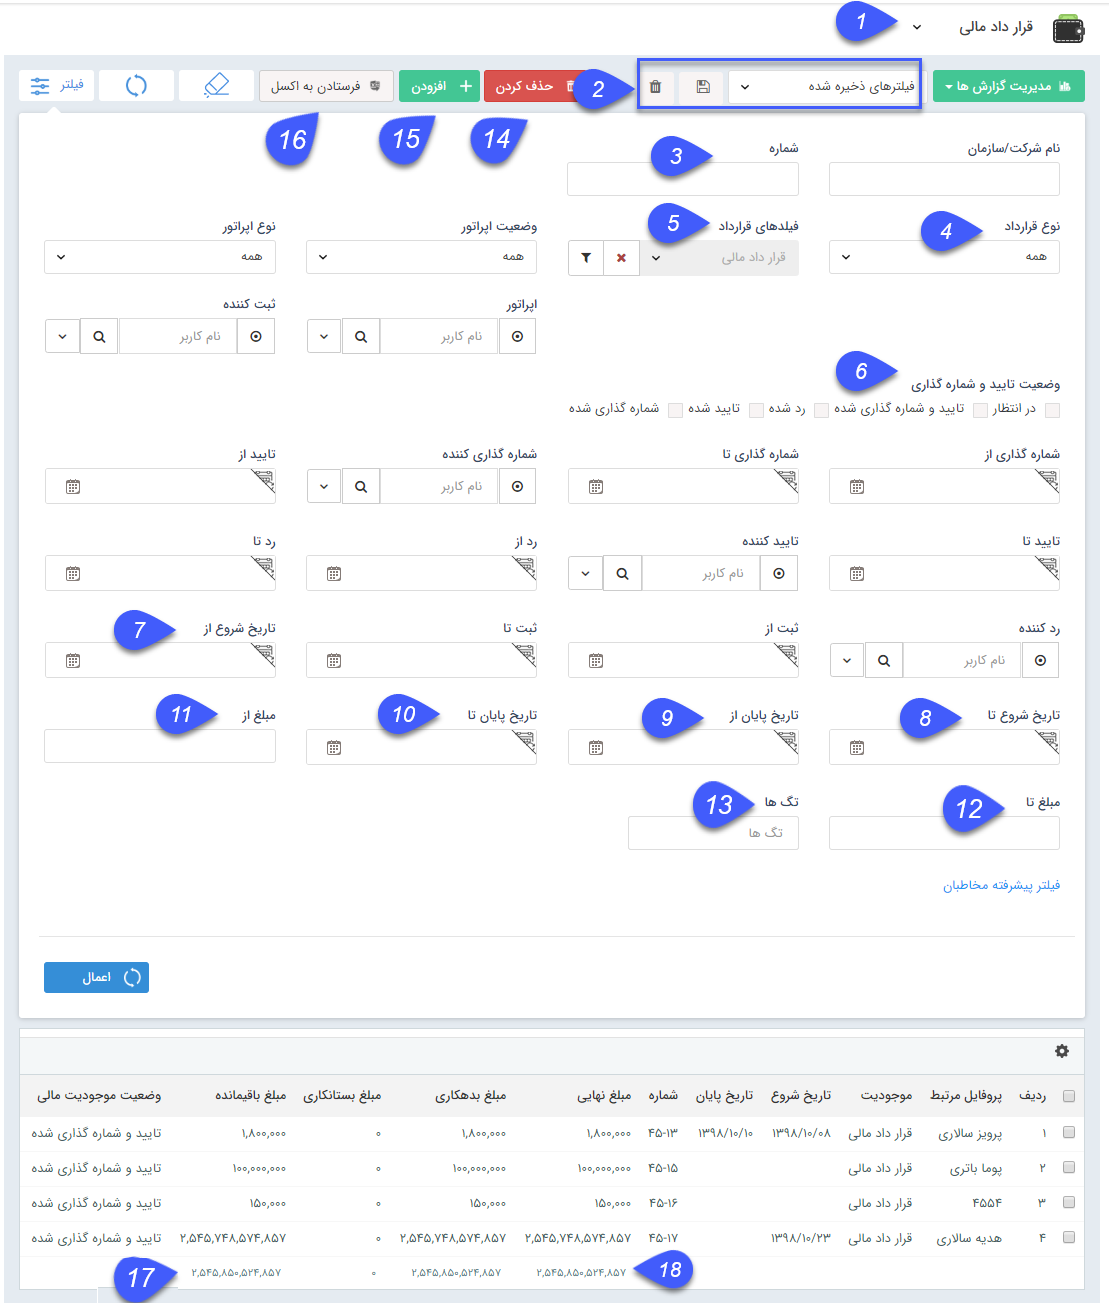 قرار داد مالی 1
مدیریت گزارش ها فیلترهای ذخیره شده 2 حذف کردن افزودن فرستادن به اکسل فیلتر
14 15 16
نام شرکت/سازمان شماره 3
نوع قرارداد 4 فیلدهای قرارداد 5 وضعیت اپراتور نوع اپراتور
همه قرار داد مالی همه همه
اپراتور ثبت کننده
نام کاربر نام کاربر
وضعیت تایید و شماره گذاری 6
در انتظار تایید و شماره گذاری شده رد شده تایید شده شماره گذاری شده
شماره گذاری از شماره گذاری تا شماره گذاری کننده تایید از
نام کاربر
تایید تا تایید کننده رد از رد تا
نام کاربر
رد کننده ثبت از ثبت تا تاریخ شروع از 7
نام کاربر
تاریخ شروع تا 8 تاریخ پایان از 9 تاریخ پایان تا 10 مبلغ از 11
مبلغ تا 12 تگ ها 13
تگ ها
فیلتر پیشرفته مخاطبان
اعمال
ردیف پروفایل مرتبط موجودیت تاریخ شروع تاریخ پایان شماره مبلغ نهایی مبلغ بدهکاری مبلغ بستانکاری مبلغ باقیمانده وضعیت موجودیت مالی
۱ پرویز سالاری قرار داد مالی ۱۳۹۸/۱۰/۰۸ ۱۳۹۸/۱۰/۱۰ ۴۵-۱۳ ۱,۸۰۰,۰۰۰ ۱,۸۰۰,۰۰۰ ۰ ۱,۸۰۰,۰۰۰ تایید و شماره گذاری شده
۲ پوما باتری قرار داد مالی ۴۵-۱۵ ۱۰۰,۰۰۰,۰۰۰ ۱۰۰,۰۰۰,۰۰۰ ۰ ۱۰۰,۰۰۰,۰۰۰ تایید و شماره گذاری شده
۳ ۴۵۵۴ قرار داد مالی ۴۵-۱۶ ۱۵۰,۰۰۰ ۱۵۰,۰۰۰ ۰ ۱۵۰,۰۰۰ تایید و شماره گذاری شده
۴ هدیه سالاری قرار داد مالی ۱۳۹۸/۱۰/۲۳ ۴۵-۱۷ ۲,۵۴۵,۷۴۸,۵۷۴,۸۵۷ ۲,۵۴۵,۷۴۸,۵۷۴,۸۵۷ ۰ ۲,۵۴۵,۷۴۸,۵۷۴,۸۵۷ تایید و شماره گذاری شده
18 ۲,۵۴۵,۸۵۰,۵۲۴,۸۵۷ ۲,۵۴۵,۸۵۰,۵۲۴,۸۵۷ ۰ ۲,۵۴۵,۸۵۰,۵۲۴,۸۵۷ 17